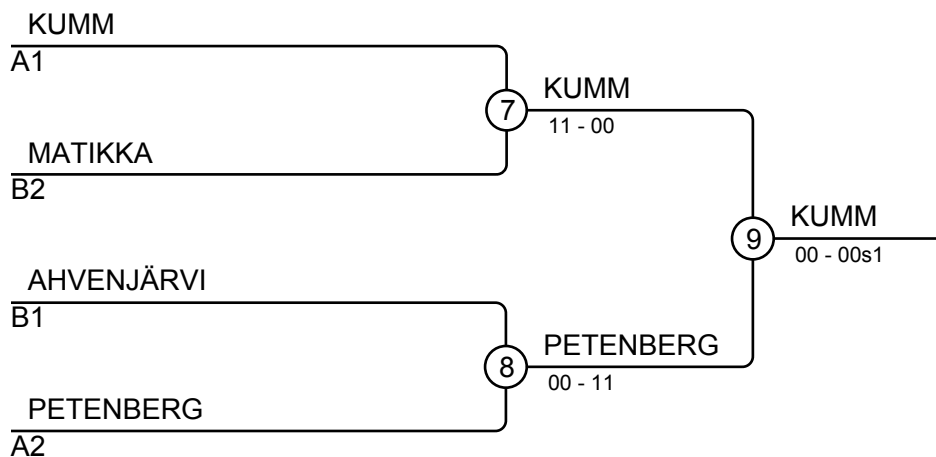 KUMM
A1
7
KUMM
11 - 00
MATIKKA
B2
9
KUMM
00 - 00s1
AHVENJÄRVI
B1
8
PETENBERG
00 - 11
PETENBERG
A2